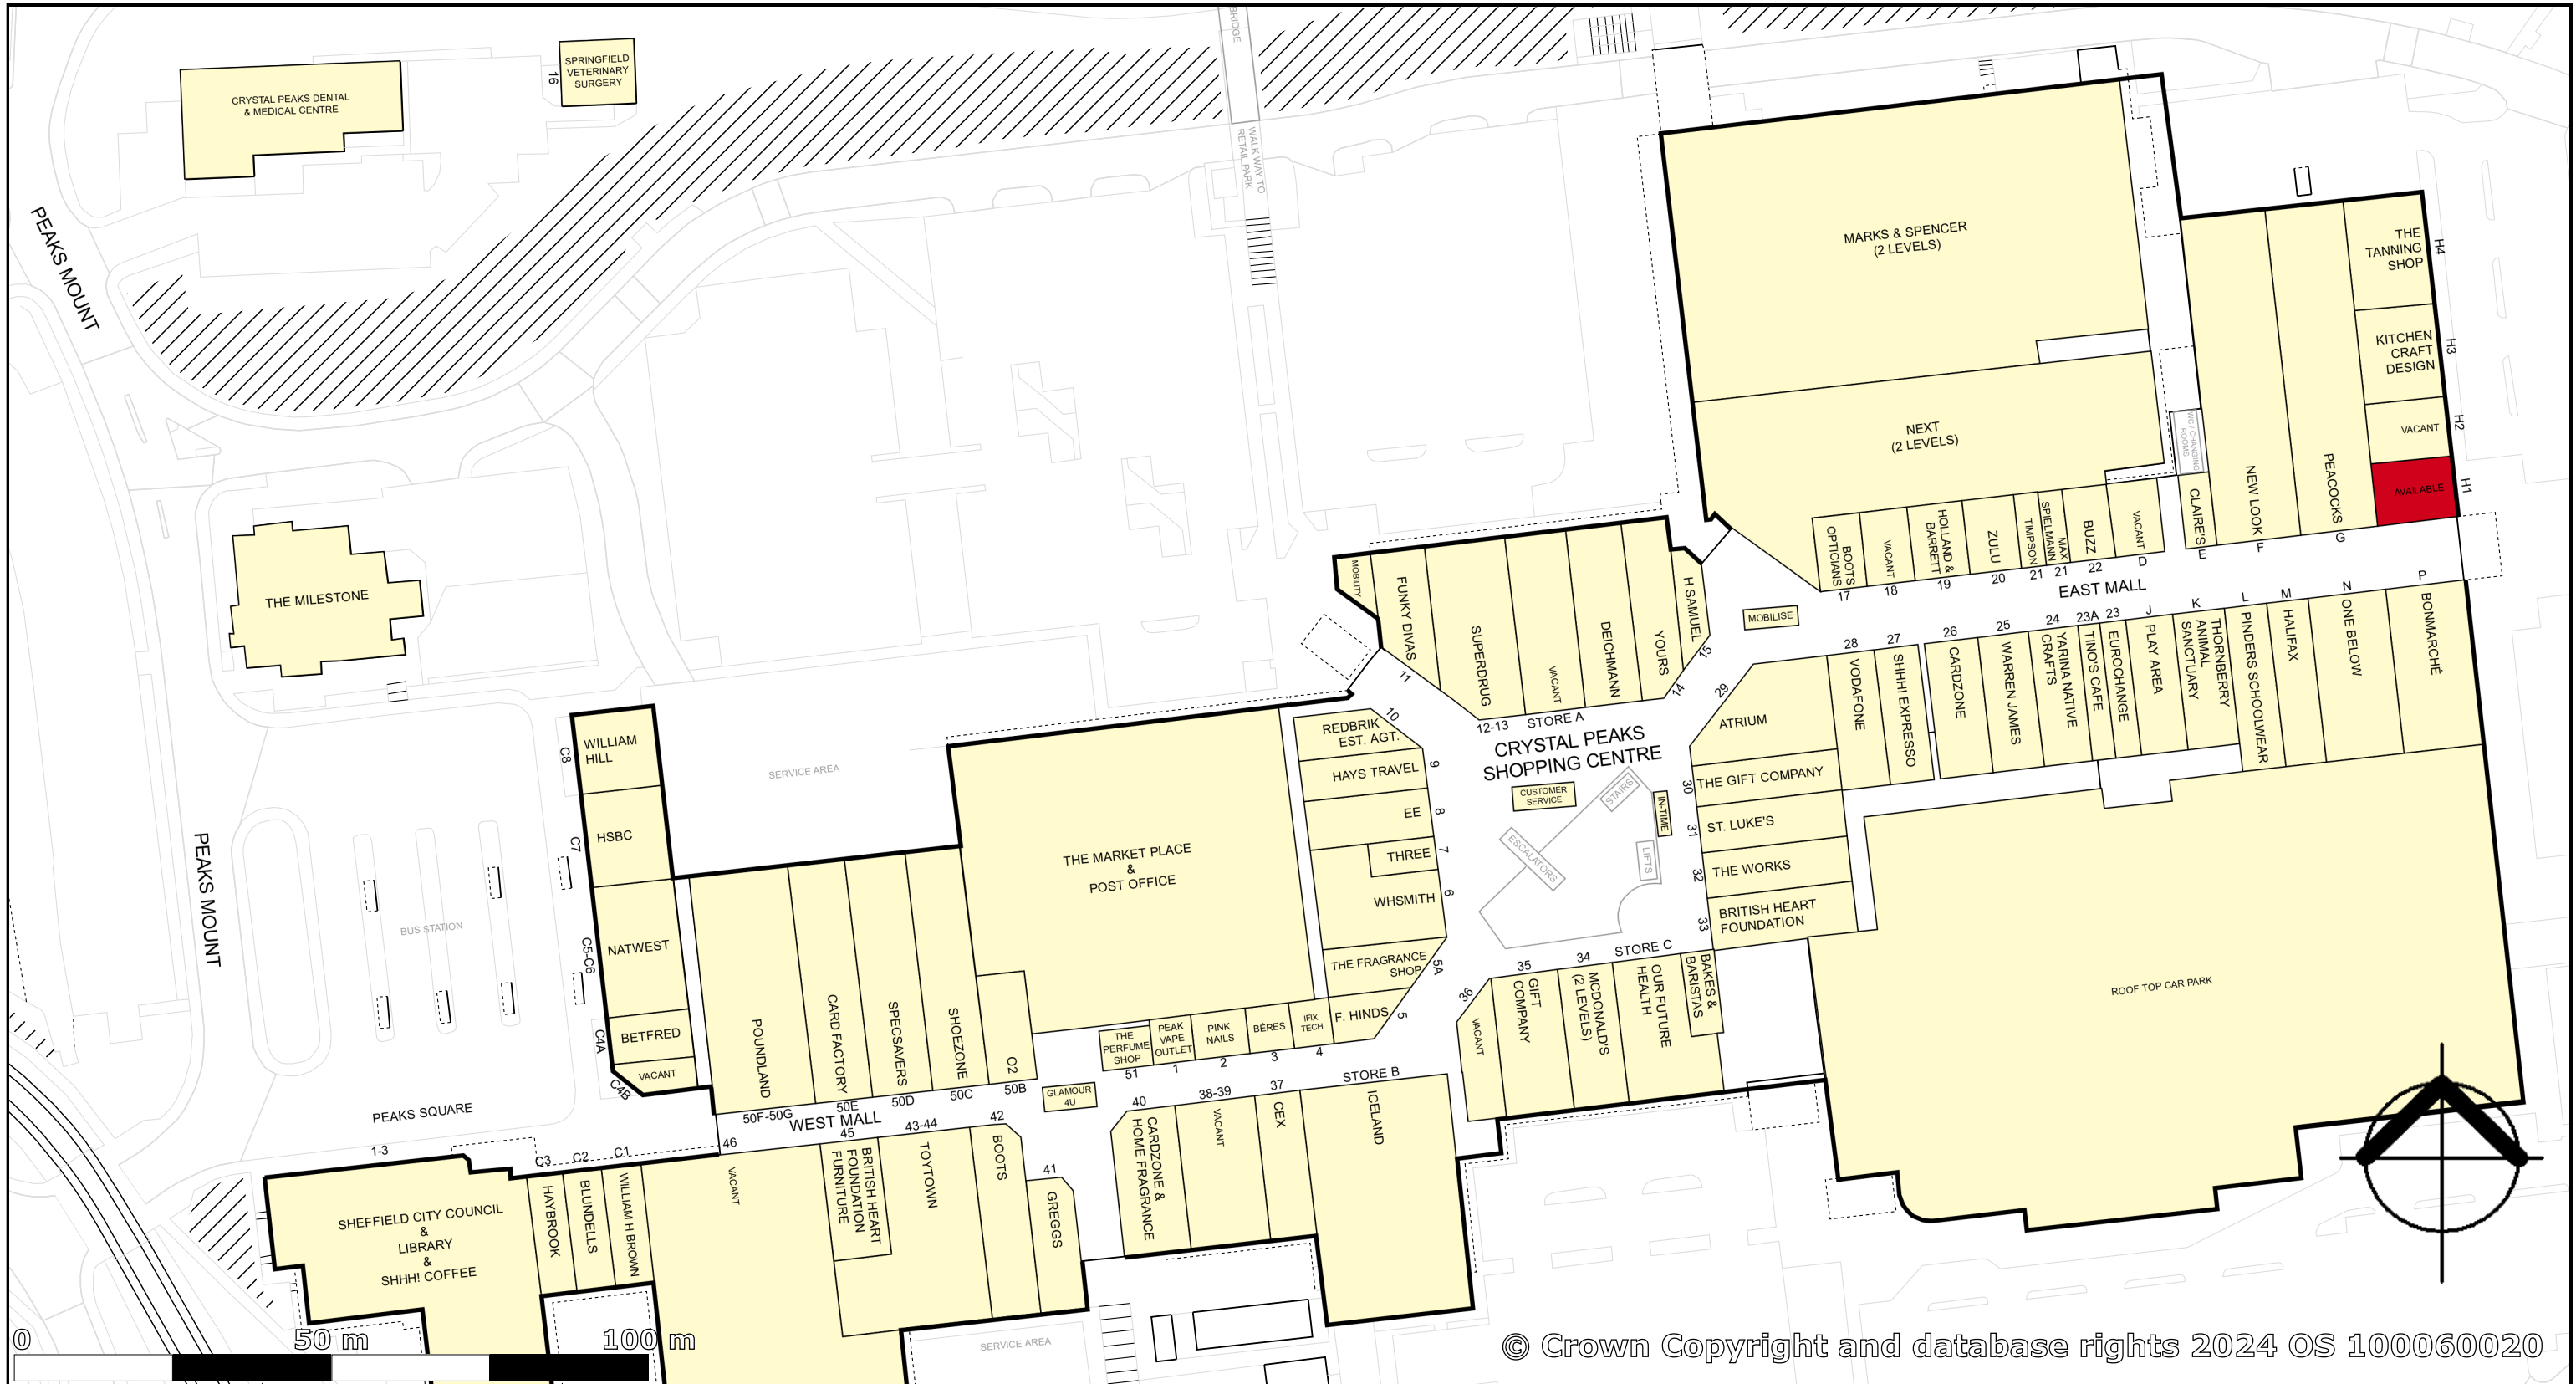 BRIDGE
WALK WAY TO
RETAIL PARK
CRYSTAL PEAKS DENTAL
& MEDICAL CENTRE
16
SPRINGFIELD
VETERINARY
SURGERY
PEAKS MOUNT
MARKS & SPENCER
(2 LEVELS)
NEXT
(2 LEVELS)
THE
TANNING
SHOP
H4
KITCHEN
CRAFT
DESIGN
H3
VACANT
H2
AVAILABLE
H1
WC / CHANGING
ROOMS
CLAIRE'S
E
NEW LOOK
F
PEACOCKS
G
BOOTS
OPTICIANS
17
VACANT
18
HOLLAND &
BARRETT
19
ZULU
20
TIMPSON
21
MAX
SPIELMANN
21
BUZZ
22
VACANT
D
EAST MALL
MOBILISE
MOBILITY
FUNKY DIVAS
11
SUPERDRUG
12-13
VACANT
STORE A
DEICHMANN
YOURS
14
H SAMUEL
15
CRYSTAL PEAKS
SHOPPING CENTRE
CUSTOMER
SERVICE
STAIRS
IN-TIME
ESCALATORS
LIFTS
29
ATRIUM
28
VODAFONE
27
SHHH! EXPRESSO
26
CARDZONE
25
WARREN JAMES
24
YARINA NATIVE
CRAFTS
23A
TINO'S CAFE
23
EUROCHANGE
J
PLAY AREA
K
THORNBERRY
ANIMAL
SANCTUARY
L
PINDERS SCHOOLWEAR
M
HALIFAX
N
ONE BELOW
P
BONMARCHÉ
30
THE GIFT COMPANY
31
ST. LUKE'S
32
THE WORKS
33
BRITISH HEART
FOUNDATION
ROOF TOP CAR PARK
THE MILESTONE
SERVICE AREA
PEAKS MOUNT
BUS STATION
C8
WILLIAM
HILL
C7
HSBC
C5-C6
NATWEST
C4A
BETFRED
C4B
VACANT
POUNDLAND
50F-50G
CARD FACTORY
50E
SPECSAVERS
50D
SHOEZONE
50C
O2
50B
THE MARKET PLACE
&
POST OFFICE
REDBRIK
EST. AGT.
10
HAYS TRAVEL
9
EE
8
THREE
7
WHSMITH
6
THE FRAGRANCE
SHOP
5A
F. HINDS
5
THE
PERFUME
SHOP
51
PEAK
VAPE
OUTLET
1
PINK
NAILS
2
BÉRES
3
IFIX
TECH
4
GLAMOUR
4U
36
VACANT
35
GIFT
COMPANY
34
MCDONALD'S
(2 LEVELS)
STORE C
OUR FUTURE
HEALTH
BAKES &
BARISTAS
WEST MALL
PEAKS SQUARE
1-3
SHEFFIELD CITY COUNCIL
&
LIBRARY
&
SHHH! COFFEE
C3
HAYBROOK
C2
BLUNDELLS
C1
WILLIAM H BROWN
46
VACANT
45
BRITISH HEART
FOUNDATION
FURNITURE
43-44
TOYTOWN
42
BOOTS
41
GREGGS
40
CARDZONE &
HOME FRAGRANCE
38-39
VACANT
37
CEX
STORE B
ICELAND
SERVICE AREA
0 50 m 100 m
© Crown Copyright and database rights 2024 OS 1000060020